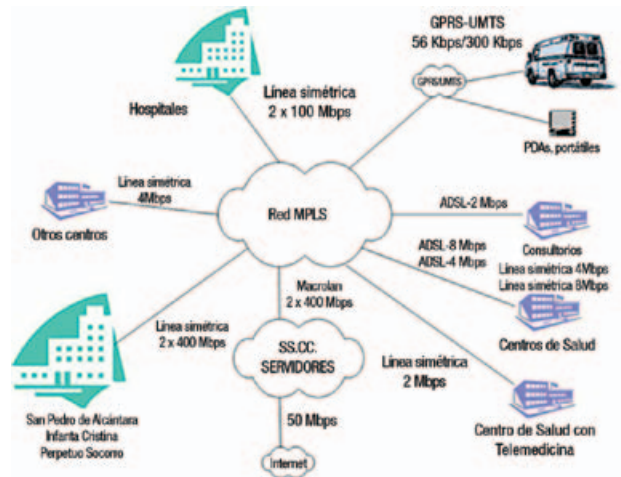 GPRS-UMTS
56 Kbps/300 Kbps
GPRS/UMTS
PDAs, portátiles
Hospitales
Línea simétrica
2 x 100 Mbps
Línea simétrica
4Mbps
Otros centros
Red MPLS
ADSL-2 Mbps
Consultorios
Línea simétrica 4Mbps
Línea simétrica 8Mbps
ADSL-8 Mbps
ADSL-4 Mbps
Centros de Salud
Macrolan
2 x 400 Mbps
Línea simétrica
2 x 400 Mbps
SS.CC.
SERVIDORES
Línea simétrica
2 Mbps
San Pedro de Alcántara
Infanta Cristina
Perpetuo Socorro
50 Mbps
Internet
Centro de Salud con
Telemedicina